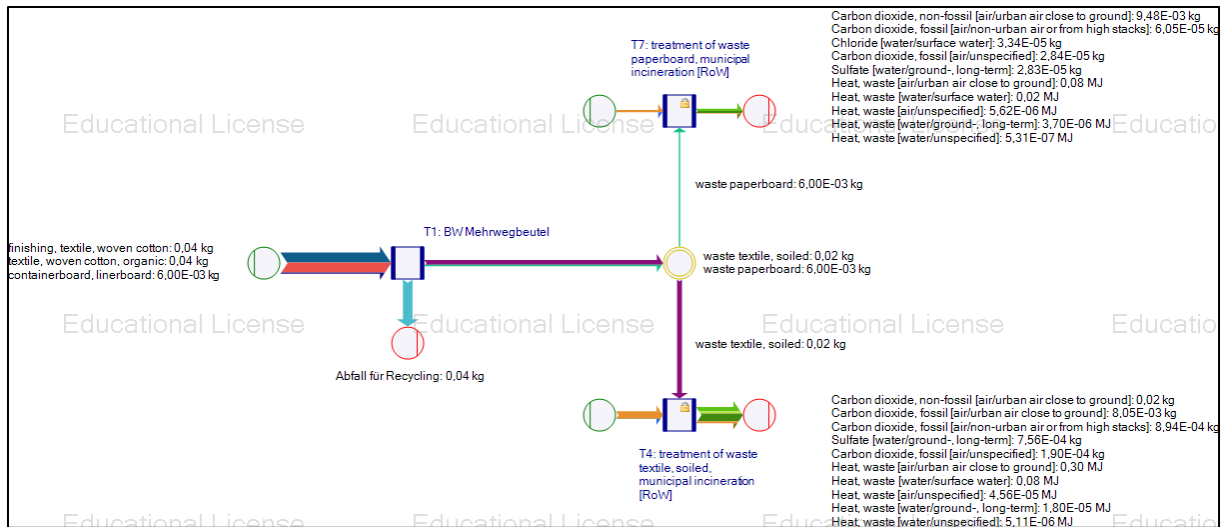 Carbon dioxide, non-fossil [air/urban air close to ground]: 9,48E-03 kg
Carbon dioxide, fossil [air/non-urban air or from high stacks]: 6,05E-05 kg
Chloride [water/surface water]: 3,34E-05 kg
Carbon dioxide, fossil [air/unspecified]: 2,84E-05 kg
Sulfate [water/ground-, long-term]: 2,83E-05 kg
Heat, waste [air/urban air close to ground]: 0,08 MJ
Heat, waste [water/surface water]: 0,02 MJ
Heat, waste [air/unspecified]: 5,62E-06 MJ
Heat, waste [water/ground-, long-term]: 3,70E-06 MJ
Heat, waste [water/unspecified]: 5,31E-07 MJ
T7: treatment of waste
paperboard, municipal
incineration [RoW]
Educational License Educational License Educational License Educatio
waste paperboard: 6,00E-03 kg
T1: BW Mehrwegbeutel
finishing, textile, woven cotton: 0,04 kg
textile, woven cotton, organic: 0,04 kg
containerboard, linerboard: 6,00E-03 kg
waste textile, soiled: 0,02 kg
waste paperboard: 6,00E-03 kg
Educational License Educational License Educational License Educatio
waste textile, soiled: 0,02 kg
Abfall für Recycling: 0,04 kg
Carbon dioxide, non-fossil [air/urban air close to ground]: 0,02 kg
Carbon dioxide, fossil [air/urban air close to ground]: 8,05E-03 kg
Carbon dioxide, fossil [air/non-urban air or from high stacks]: 8,94E-04 kg
Sulfate [water/ground-, long-term]: 7,56E-04 kg
Carbon dioxide, fossil [air/unspecified]: 1,90E-04 kg
Heat, waste [air/urban air close to ground]: 0,30 MJ
Heat, waste [water/surface water]: 0,08 MJ
Heat, waste [air/unspecified]: 4,56E-05 MJ
Heat, waste [water/ground-, long-term]: 1,80E-05 MJ
Heat, waste [water/unspecified]: 5,11E-06 MJ
T4: treatment of waste
textile, soiled,
municipal incineration
[RoW]
Educational License Educational License Educational License Educatio